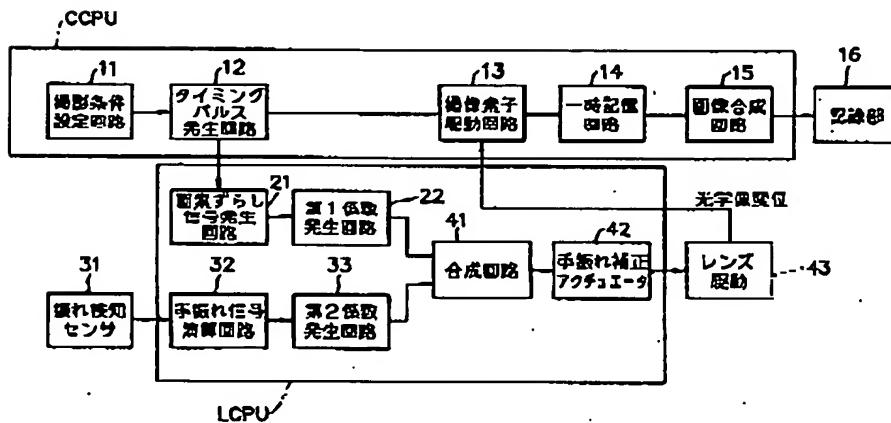 CCPU
11
12
13
14
15
16
撮影条件
設定回路
タイミング
パルス
発生回路
撮像素子
駆動回路
一時記憶
回路
画像合成
回路
記録部
21
22
画素ずらし
信号発生
回路
第1係数
発生回路
光学像変位
41
42
合成回路
手振れ補正
アクチュエータ
レンズ
駆動
43
31
32
33
振れ検知
センサ
手振れ信号
演算回路
第2係数
発生回路
LCPU